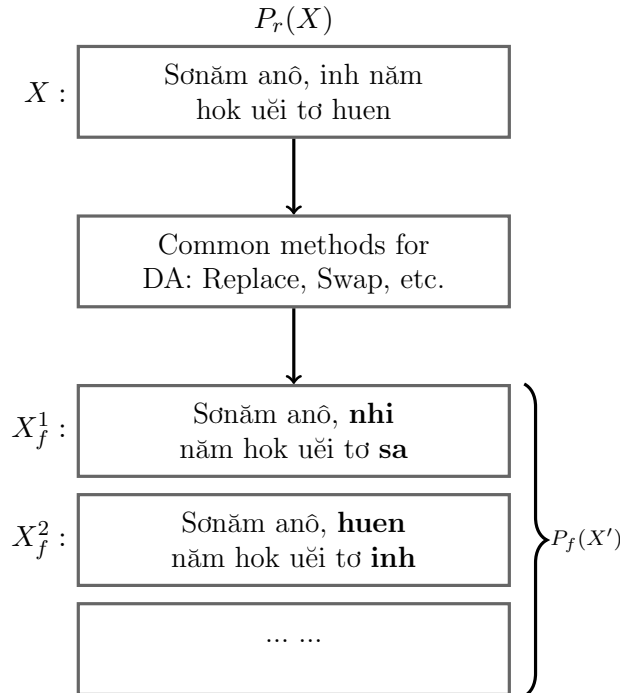 P_r(X)
X :
Sơnăm anô, inh năm
hok uĕi tơ huen
Common methods for
DA: Replace, Swap, etc.
X_f^1 :
Sơnăm anô, nhi
năm hok uĕi tơ sa
X_f^2 :
Sơnăm anô, huen
năm hok uĕi tơ inh
P_f(X')
... ...